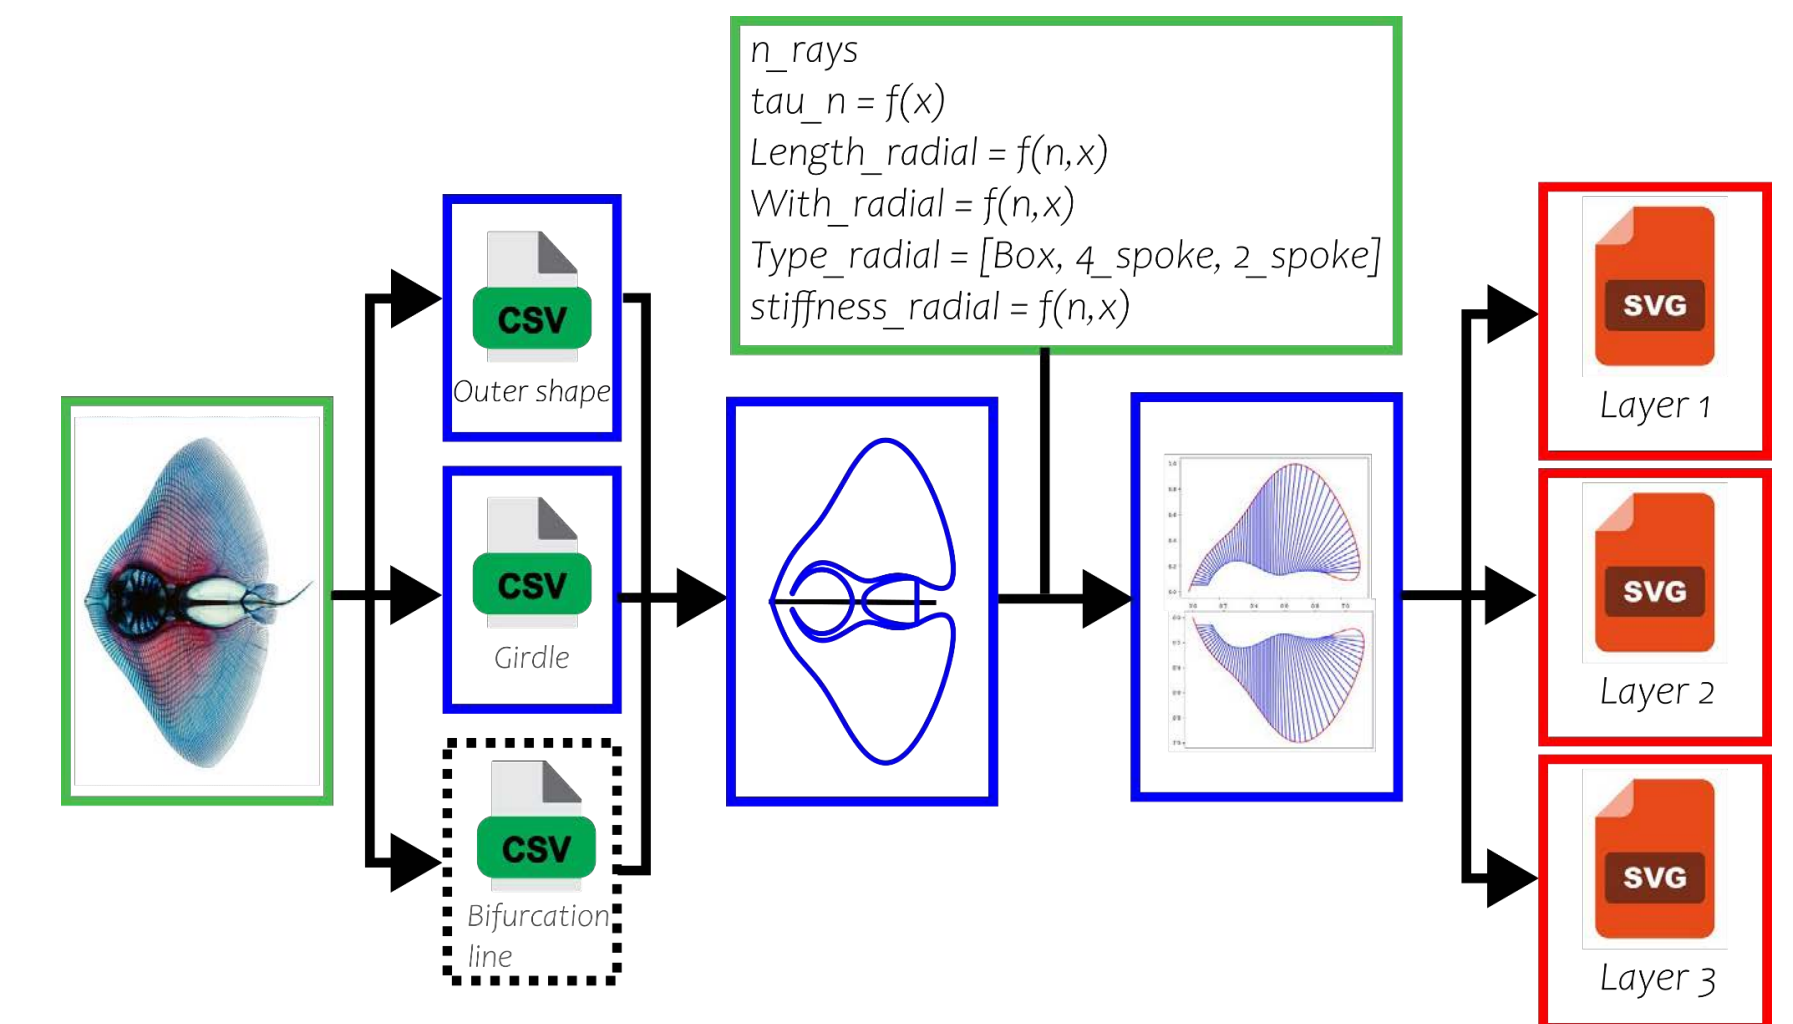 n_rays
tau_n = f(x)
Length_radial = f(n,x)
With_radial = f(n,x)
Type_radial = [Box, 4_spoke, 2_spoke]
stiffness_radial = f(n,x)
CSV
Outer shape
CSV
Girdle
CSV
Bifurcation
line
SVG
Layer 1
SVG
Layer 2
SVG
Layer 3